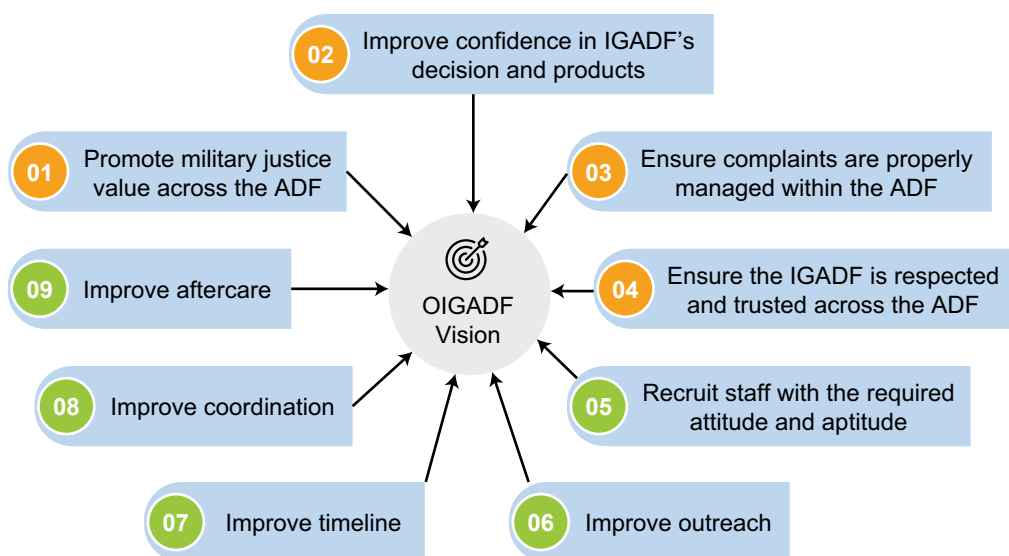 02
Improve confidence in IGADF's
decision and products
01
Promote military justice
value across the ADF
03
Ensure complaints are properly
managed within the ADF
09
Improve aftercare
OIGADF
Vision
04
Ensure the IGADF is respected
and trusted across the ADF
08
Improve coordination
05
Recruit staff with the required
attitude and aptitude
07
Improve timeline
06
Improve outreach